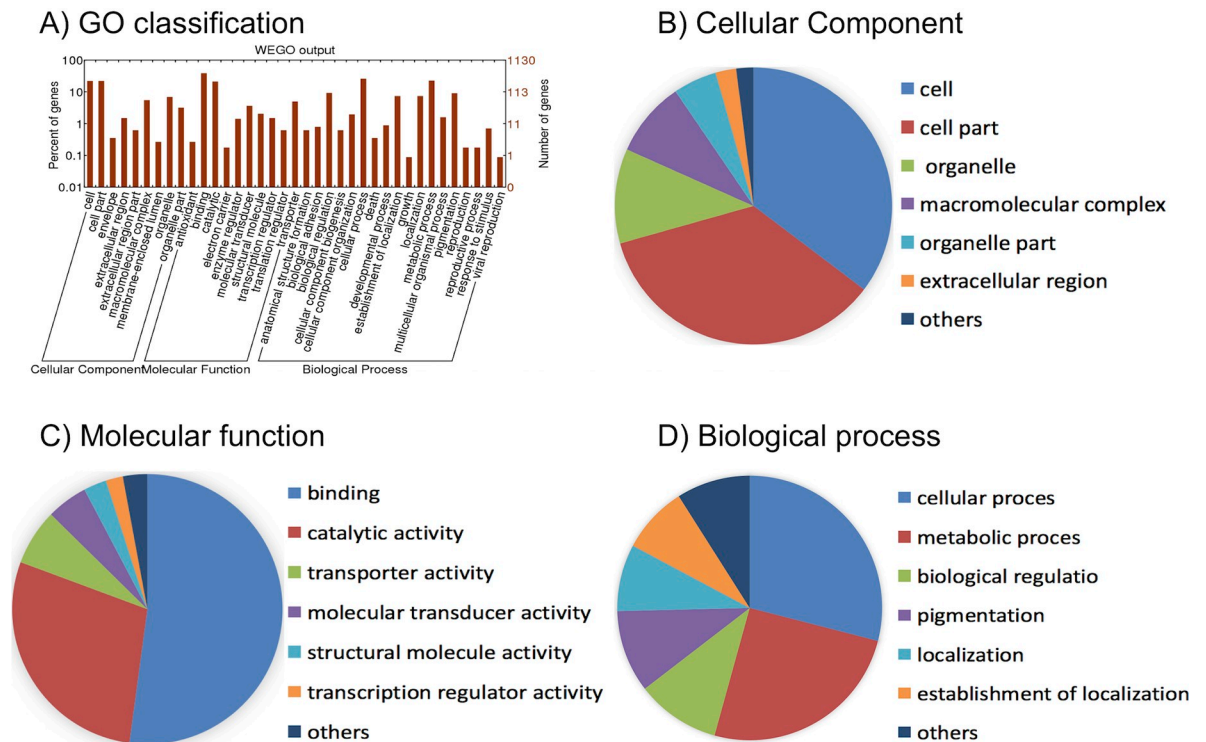 A) GO classification
WEGO output
Percent of genes
100
10
1
0.1
0.01
1130
113
11
1
0
Number of genes
cell
cell part
envelope
extracellular region
extracellular region part
macromolecular complex
membrane-enclosed lumen
organelle
organelle part
antioxidant
binding
catalytic
electron carrier
enzyme regulator
molecular transducer
structural molecule
transcription regulator
translation regulator
transporter
anatomical structure formation
biological adhesion
biological regulation
cellular component biogenesis
cellular component organization
cellular process
death
developmental process
establishment of localization
growth
localization
metabolic process
multicellular organismal process
pigmentation
reproduction
reproductive process
response to stimulus
viral reproduction
Cellular Component
Molecular Function
Biological Process
B) Cellular Component
cell
cell part
organelle
macromolecular complex
organelle part
extracellular region
others
C) Molecular function
binding
catalytic activity
transporter activity
molecular transducer activity
structural molecule activity
transcription regulator activity
others
D) Biological process
cellular proces
metabolic proces
biological regulatio
pigmentation
localization
establishment of localization
others